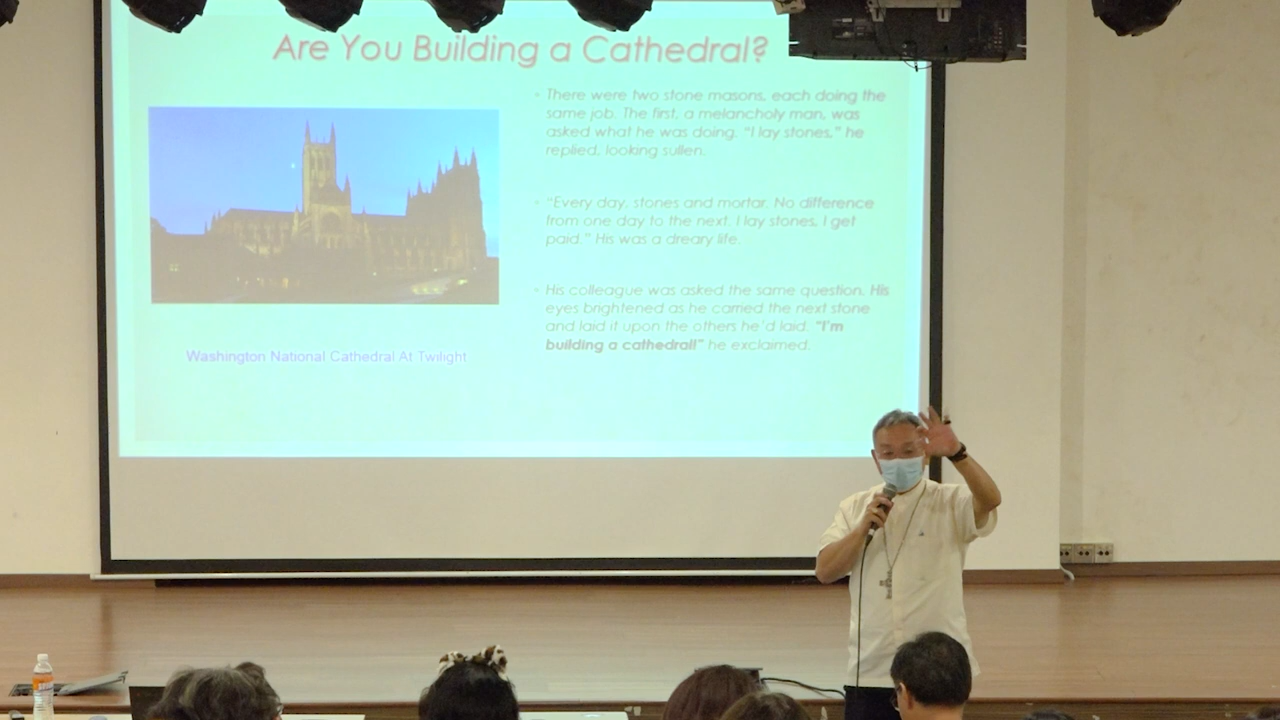 Are You Building a Cathedral?
There were two stone masons, each doing the
same job. The first, a melancholy man, was
asked what he was doing. "I lay stones," he
replied, looking sullen.
"Every day, stones and mortar. No difference
from one day to the next. I lay stones, I get
paid." His was a dreary life.
His colleague was asked the same question. His
eyes brightened as he carried the next stone
and laid it upon the others he'd laid. "I'm
building a cathedral!" he exclaimed.
Washington National Cathedral At Twilight